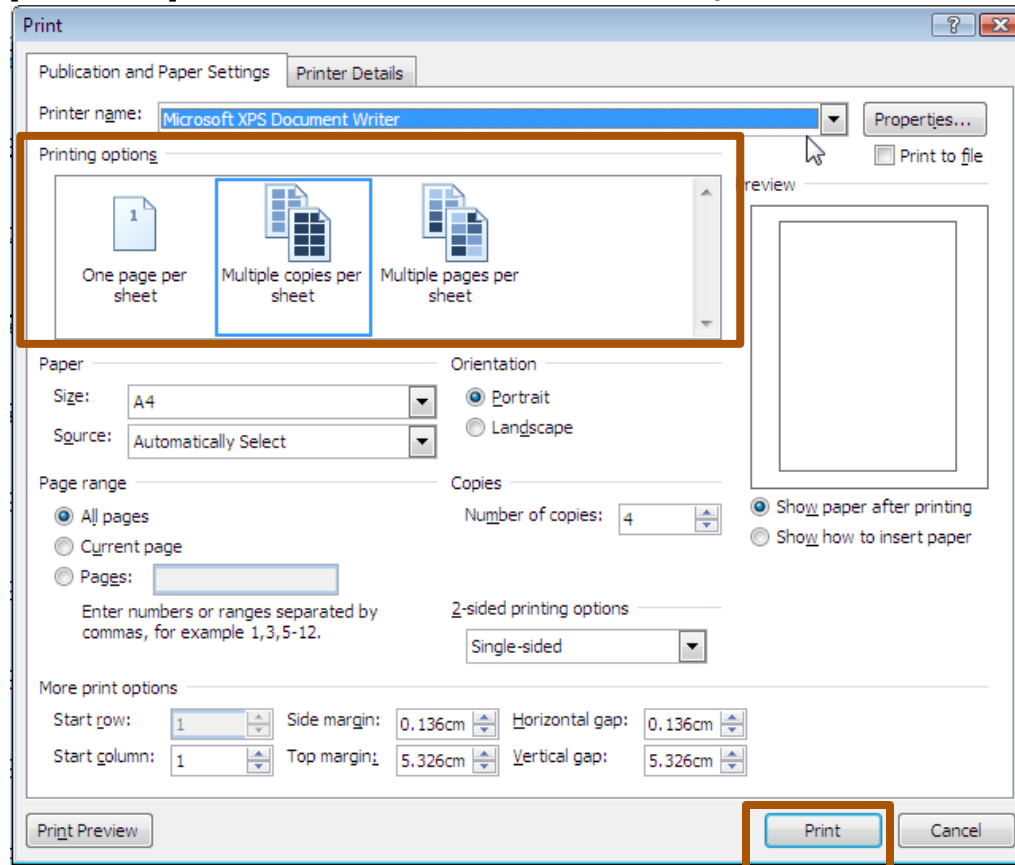 Print
Publication and Paper Settings Printer Details
Printer name: Microsoft XPS Document Writer Properties...
Print to file
Printing options
review
1
One page per sheet
Multiple copies per sheet
Multiple pages per sheet
Paper
Size: A4
Source: Automatically Select
Orientation
Portrait
Landscape
Page range
All pages
Current page
Pages:
Enter numbers or ranges separated by
commas, for example 1,3,5-12.
Copies
Number of copies: 4
Show paper after printing
Show how to insert paper
2-sided printing options
Single-sided
More print options
Start row: 1 Side margin: 0.136cm Horizontal gap: 0.136cm
Start column: 1 Top margin: 5.326cm Vertical gap: 5.326cm
Print Preview Print Cancel